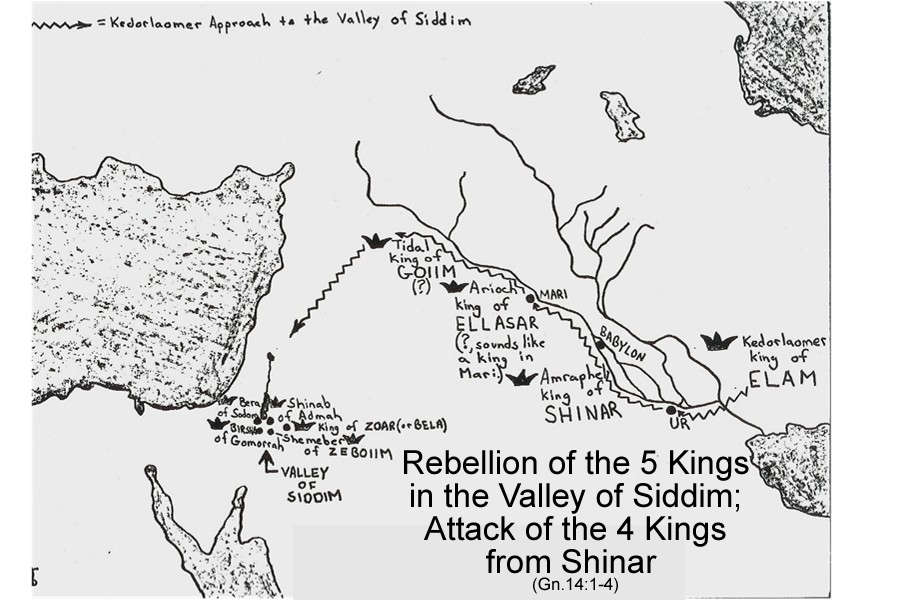 = Kedorlaomer Approach to the Valley of Siddim
Tidal
king of
GOIIM
(?)
Arioch
king of
ELLASAR
(?, sounds like
a king in
Mari)
MARI
BABYLON
Amraphel
king of
SHINAR
UR
Kedorlaomer
king of
ELAM
Bera
of Sodom
Shinab
of Admah
BIRSHA
of Gomorrah
King of ZOAR (or BELA)
Shemeber
of ZEBOIIM
VALLEY
OF
SIDDIM
Rebellion of the 5 Kings
in the Valley of Siddim;
Attack of the 4 Kings
from Shinar
(Gn.14:1-4)